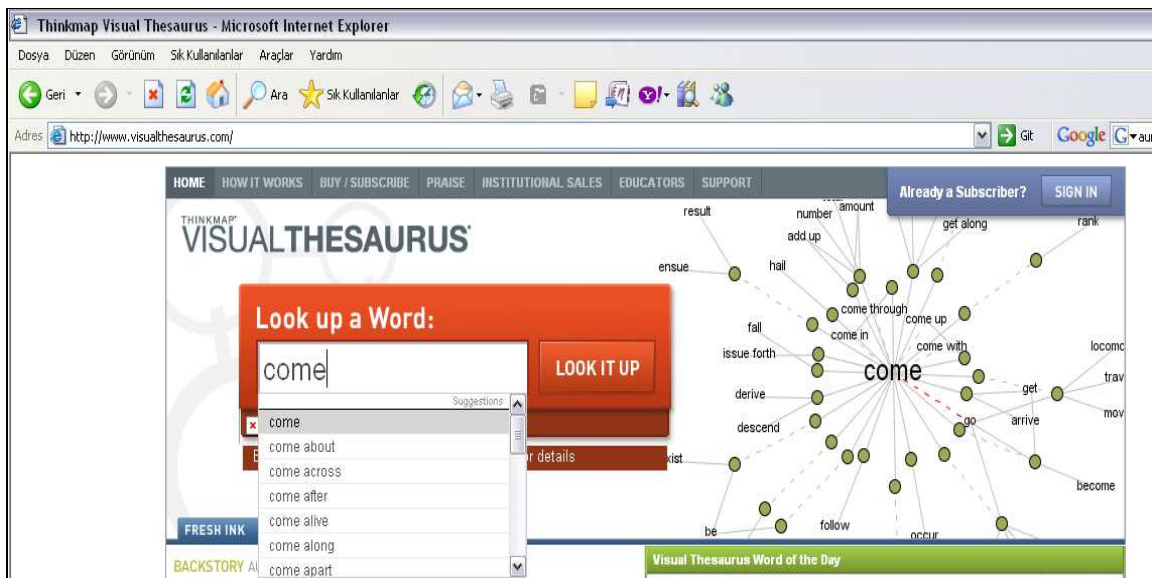 Thinkmap Visual Thesaurus - Microsoft Internet Explorer
Dosya Düzen Görünüm Sık Kullanılanlar Araçlar Yardım
Geri Ara Sık Kullanılanlar
Adres http://www.visualthesaurus.com/ Git Google
HOME HOW IT WORKS BUY / SUBSCRIBE PRAISE INSTITUTIONAL SALES EDUCATORS SUPPORT
Already a Subscriber? SIGN IN
THINKMAP
VISUALTHESAURUS
Look up a Word:
come
LOOK IT UP
Suggestions
come
come about
come across
come after
come alive
come along
come apart
details
FRESH INK
BACKSTORY
result
number
amount
add up
get along
rank
ensue
hail
come through
come up
fall
come in
come with
issue forth
come
derive
get
go
arrive
descend
become
be
follow
occur
Visual Thesaurus Word of the Day